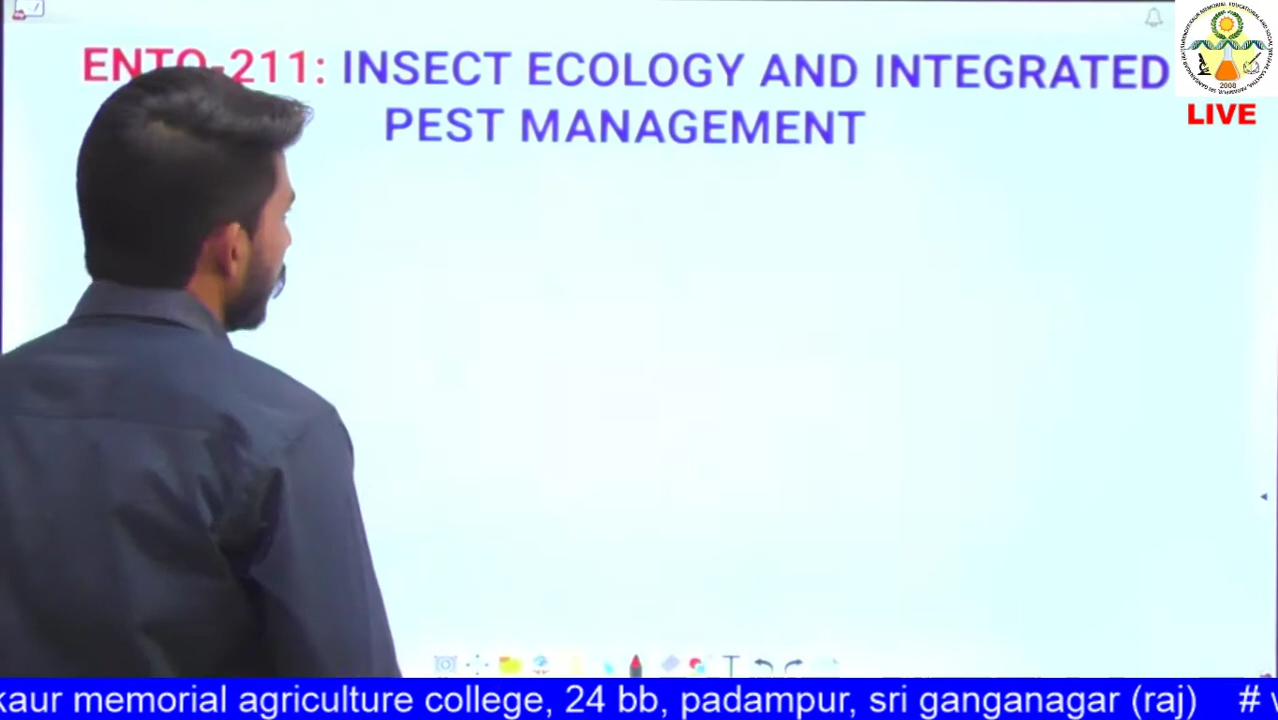 ENTO-211: INSECT ECOLOGY AND INTEGRATED
PEST MANAGEMENT
2008
LIVE
kaur memorial agriculture college, 24 bb, padampur, sri ganganagar (raj) #